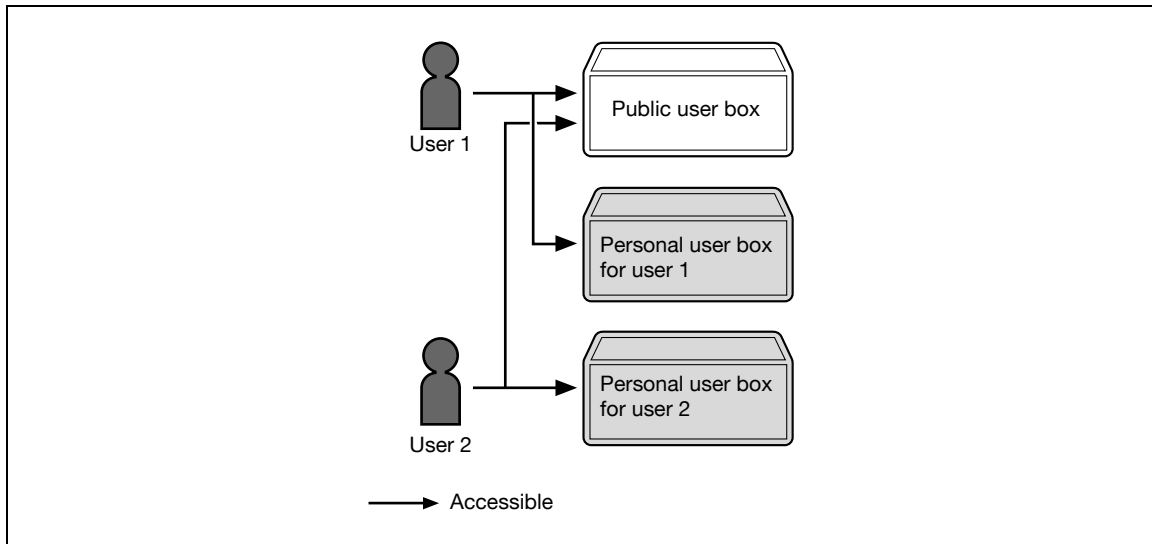 Public user box
User 1
Personal user box
for user 1
Personal user box
for user 2
User 2
Accessible